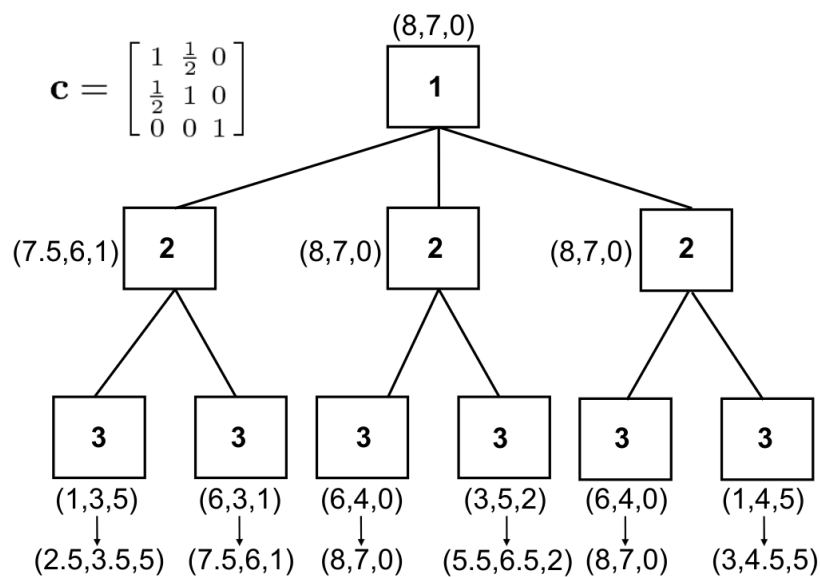 (8,7,0)
c = [ 1 1/2 0
1/2 1 0
0 0 1 ]
1
(7.5,6,1) 2 (8,7,0) 2 (8,7,0) 2
3 3 3 3 3 3
(1,3,5) (6,3,1) (6,4,0) (3,5,2) (6,4,0) (1,4,5)
(2.5,3.5,5) (7.5,6,1) (8,7,0) (5.5,6.5,2) (8,7,0) (3,4.5,5)